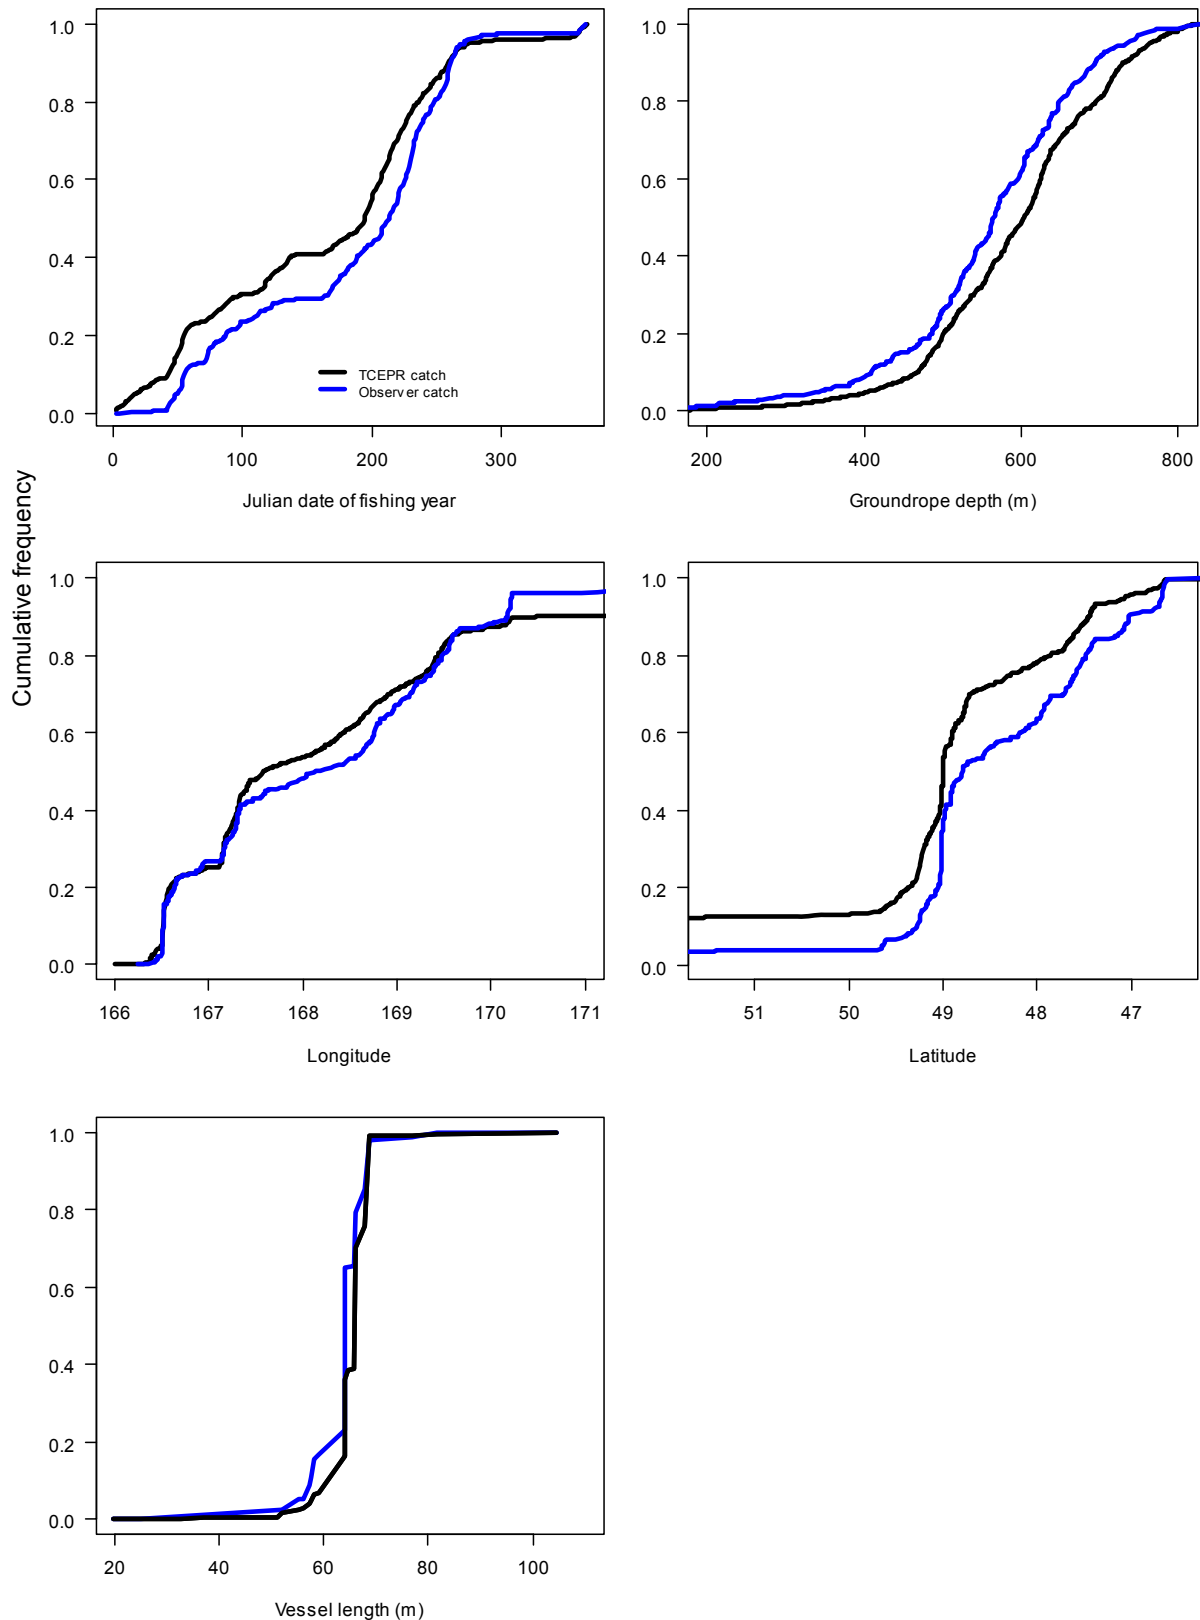 1.0
0.8
0.6
0.4
0.2
0.0
TCEPR catch
Observer catch
0 100 200 300
Julian date of fishing year
1.0
0.8
0.6
0.4
0.2
0.0
200 400 600 800
Groundrope depth (m)
Cumulative frequency
1.0
0.8
0.6
0.4
0.2
0.0
166 167 168 169 170 171
Longitude
1.0
0.8
0.6
0.4
0.2
0.0
51 50 49 48 47
Latitude
1.0
0.8
0.6
0.4
0.2
0.0
20 40 60 80 100
Vessel length (m)